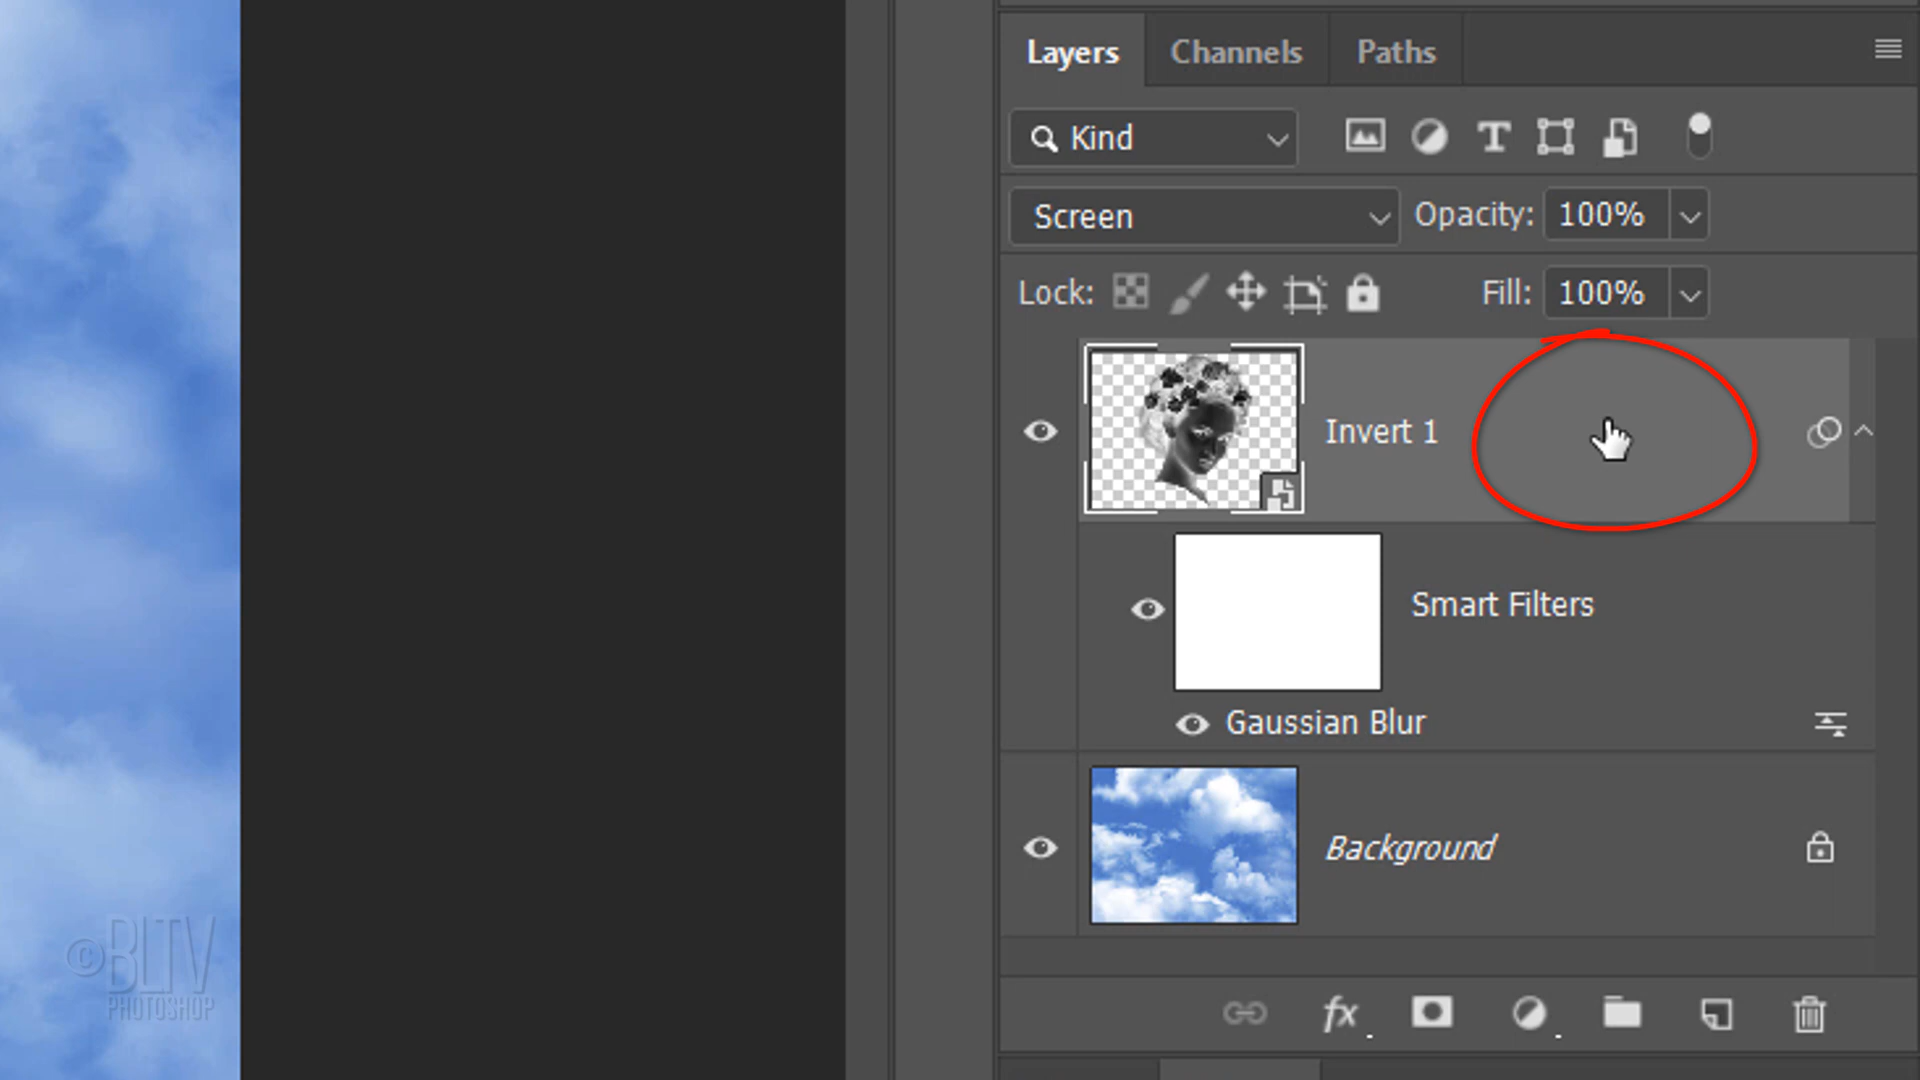 Layers Channels Paths
Kind
Screen Opacity: 100%
Lock: Fill: 100%
Invert 1
Smart Filters
Gaussian Blur
Background
fx
©BLTV
PHOTOSHOP